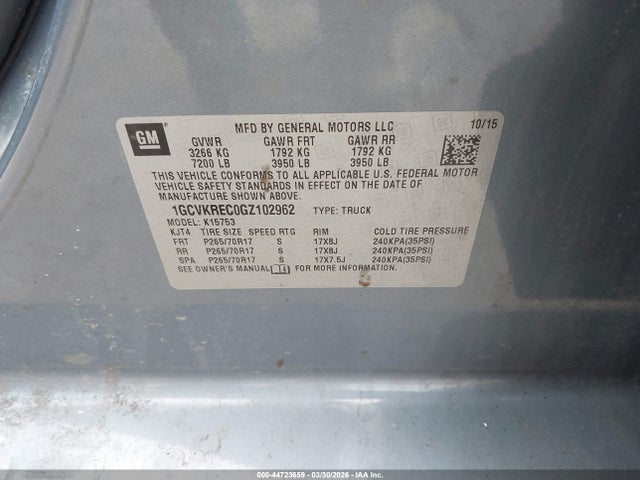 GM
MFD BY GENERAL MOTORS LLC 10/15
GVWR GAWR FRT GAWR RR
3266 KG 1792 KG 1792 KG
7200 LB 3950 LB 3950 LB
THIS VEHICLE CONFORMS TO ALL APPLICABLE U.S. FEDERAL MOTOR
VEHICLE SAFETY STANDARDS IN EFFECT ON THE DATE OF
MANUFACTURE SHOWN ABOVE.
1GCVKREC0GZ102962 TYPE: TRUCK
MODEL: K15753
KJT4 TIRE SIZE SPEED RTG RIM COLD TIRE PRESSURE
FRT P265/70R17 S 17X8J 240KPA(35PSI)
RR P265/70R17 S 17X8J 240KPA(35PSI)
SPA P265/70R17 S 17X7.5J 240KPA(35PSI)
SEE OWNER'S MANUAL FOR MORE INFORMATION.
000-44723659 | 03/30/2026 - IAA Inc.